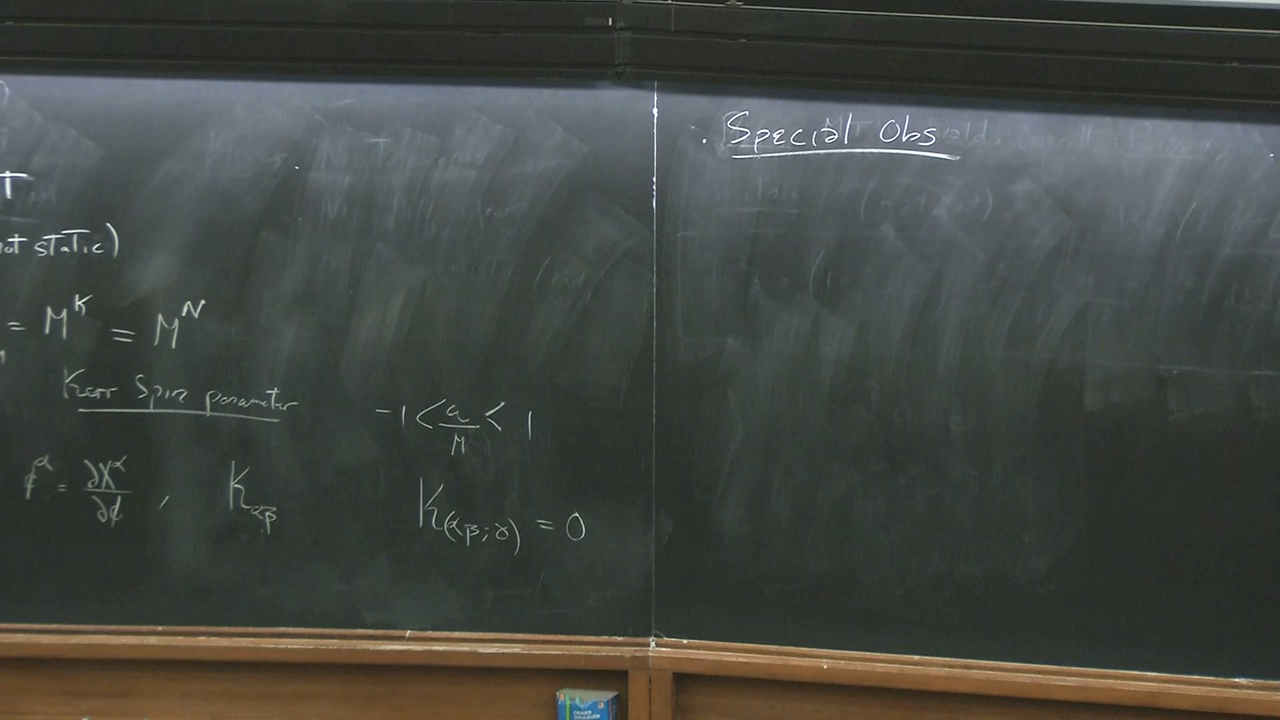 T
ot static)
= M^K = M^N
Kerr Spin parameter
-1 < a/M < 1
φ^α = ∂x^α/∂φ , K_αβ K_(αβ;γ) = 0
. Special Obs